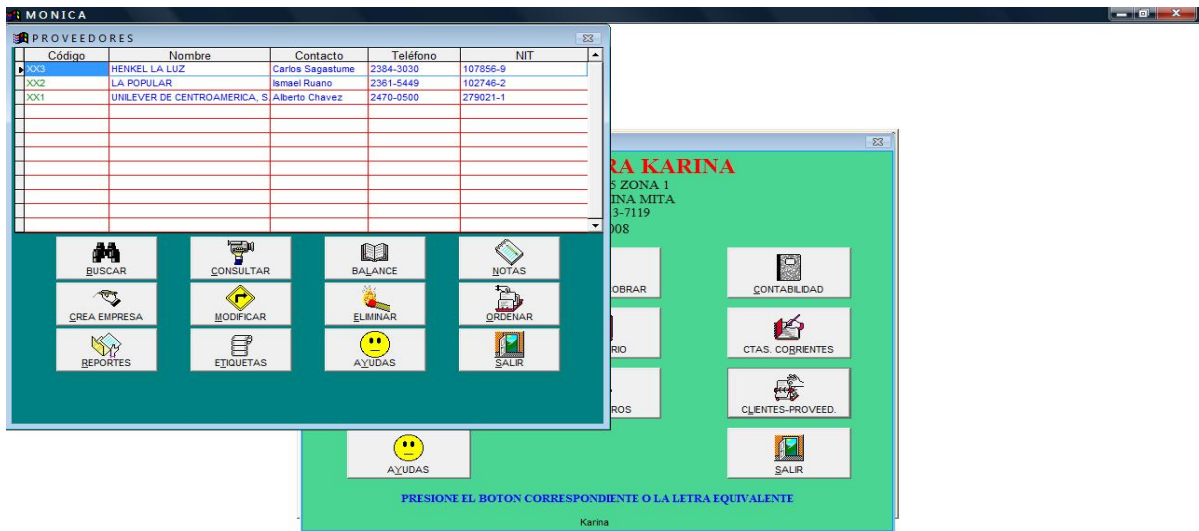 MONICA
PROVEEDORES
Código Nombre Contacto Teléfono NIT
XX3 HENKEL LA LUZ Carlos Sagastume 2384-3030 107856-9
XX2 LA POPULAR Ismael Ruano 2361-5449 102746-2
XX1 UNILEVER DE CENTROAMERICA, S. Alberto Chavez 2470-0500 279021-1
BUSCAR CONSULTAR BALANCE NOTAS
CREA EMPRESA MODIFICAR ELIMINAR ORDENAR
REPORTES ETIQUETAS AYUDAS SALIR
RA KARINA
5 ZONA 1
INA MITA
3-7119
008
OBRAR CONTABILIDAD
RIO CTAS. CORRIENTES
ROS CLIENTES-PROVEED.
AYUDAS SALIR
PRESIONE EL BOTON CORRESPONDIENTE O LA LETRA EQUIVALENTE
Karina